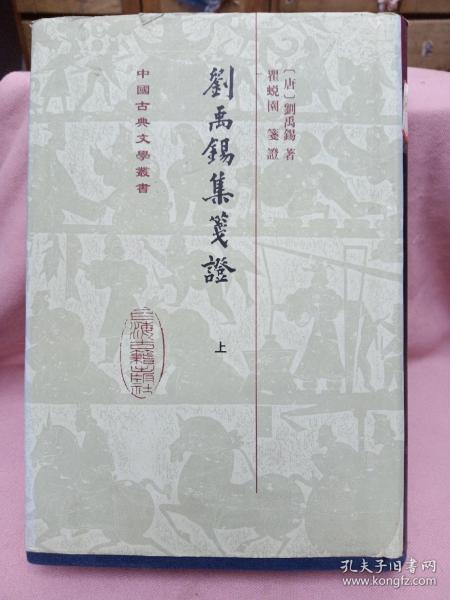 〔唐〕劉禹錫 著
瞿蛻園 箋證
劉禹錫集箋證
上
中國古典文學叢書
上海古籍出版社
孔夫子旧书网
www.kongfz.com